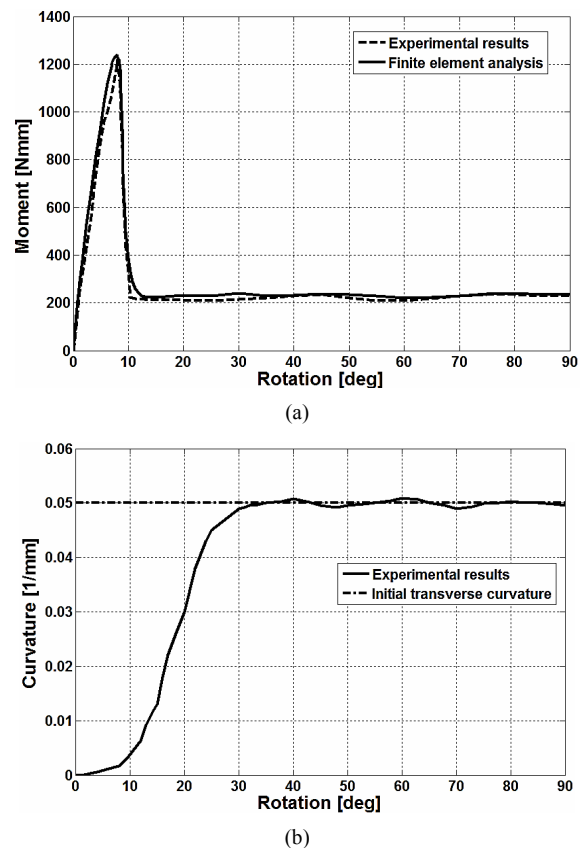 1400
1200
1000
800
600
400
200
0
Moment [Nmm]
Experimental results
Finite element analysis
0 10 20 30 40 50 60 70 80 90
Rotation [deg]
(a)
0.06
0.05
0.04
0.03
0.02
0.01
0
Curvature [1/mm]
Experimental results
Initial transverse curvature
0 10 20 30 40 50 60 70 80 90
Rotation [deg]
(b)